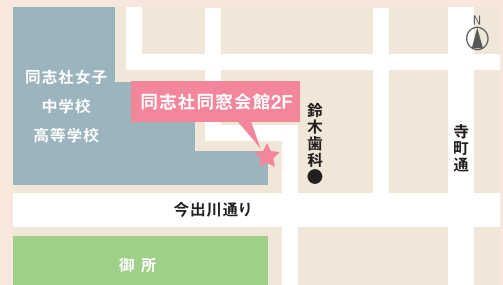 N
同志社女子
中学校
高等学校
同志社同窓会館2F
鈴木歯科
寺町通
今出川通り
御所